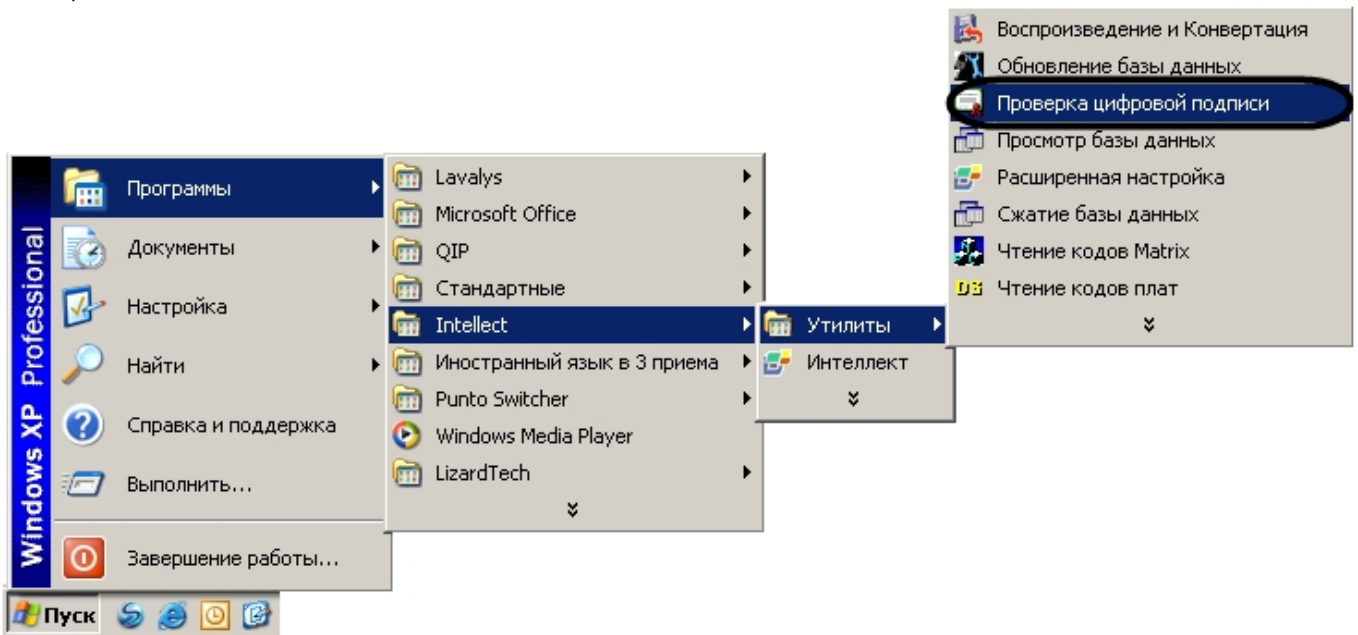 Windows XP Professional
Программы
Документы
Настройка
Найти
Справка и поддержка
Выполнить...
Завершение работы...
Пуск
Lavalys
Microsoft Office
QIP
Стандартные
Intellect
Иностранный язык в 3 приема
Punto Switcher
Windows Media Player
LizardTech
Утилиты
Интеллект
Воспроизведение и Конвертация
Обновление базы данных
Проверка цифровой подписи
Просмотр базы данных
Расширенная настройка
Сжатие базы данных
Чтение кодов Matrix
Чтение кодов плат